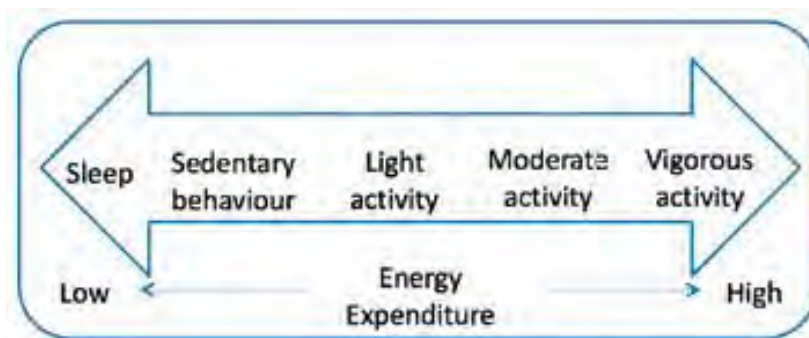 Sleep
Sedentary
behaviour
Light
activity
Moderate
activity
Vigorous
activity
Low
Energy
Expenditure
High